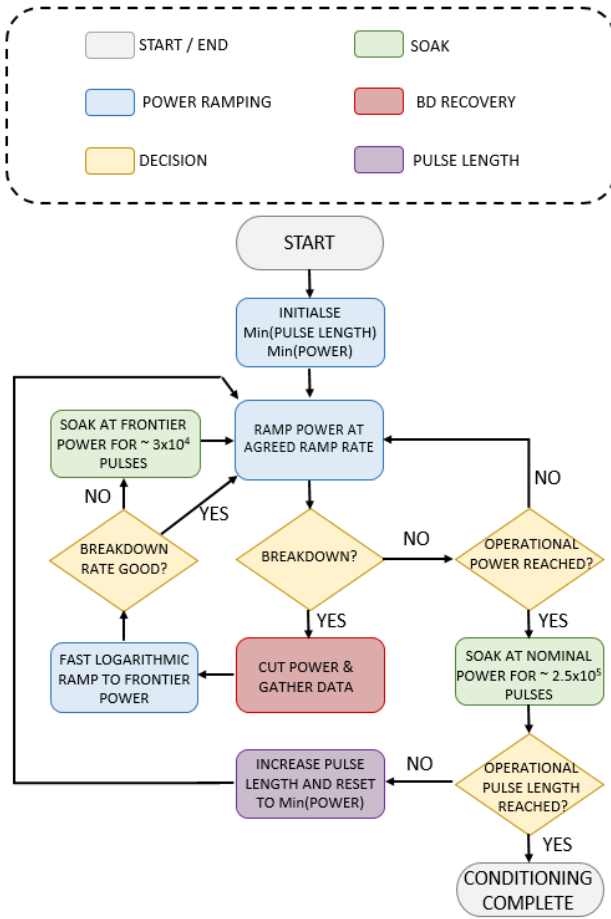 START / END
SOAK
POWER RAMPING
BD RECOVERY
DECISION
PULSE LENGTH
START
INITIALSE
Min(PULSE LENGTH)
Min(POWER)
SOAK AT FRONTIER
POWER FOR ~ 3x10⁴
PULSES
RAMP POWER AT
AGREED RAMP RATE
NO
NO
YES
BREAKDOWN
RATE GOOD?
BREAKDOWN?
NO
OPERATIONAL
POWER REACHED?
YES
YES
FAST LOGARITHMIC
RAMP TO FRONTIER
POWER
CUT POWER &
GATHER DATA
SOAK AT NOMINAL
POWER FOR ~ 2.5x10⁵
PULSES
INCREASE PULSE
LENGTH AND RESET
TO Min(POWER)
NO
OPERATIONAL
PULSE LENGTH
REACHED?
YES
CONDITIONING
COMPLETE